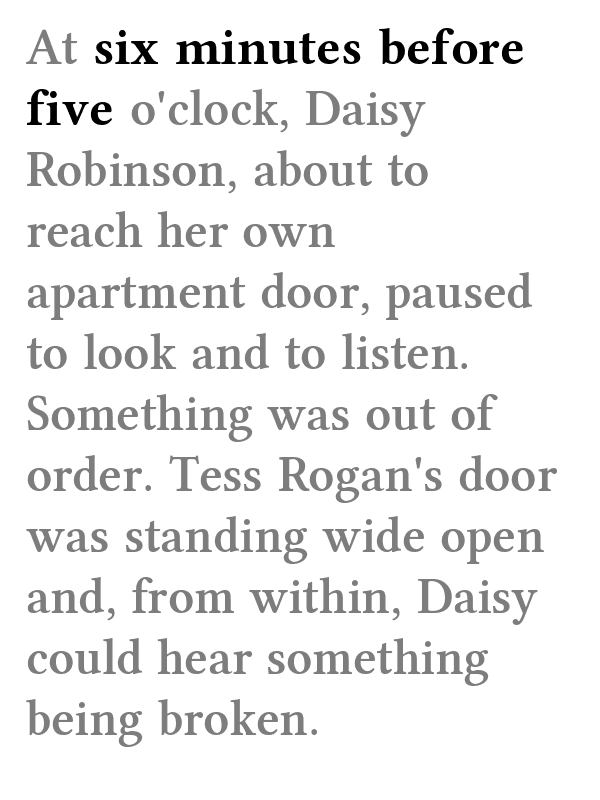 At six minutes before
five o'clock, Daisy
Robinson, about to
reach her own
apartment door, paused
to look and to listen.
Something was out of
order. Tess Rogan's door
was standing wide open
and, from within, Daisy
could hear something
being broken.